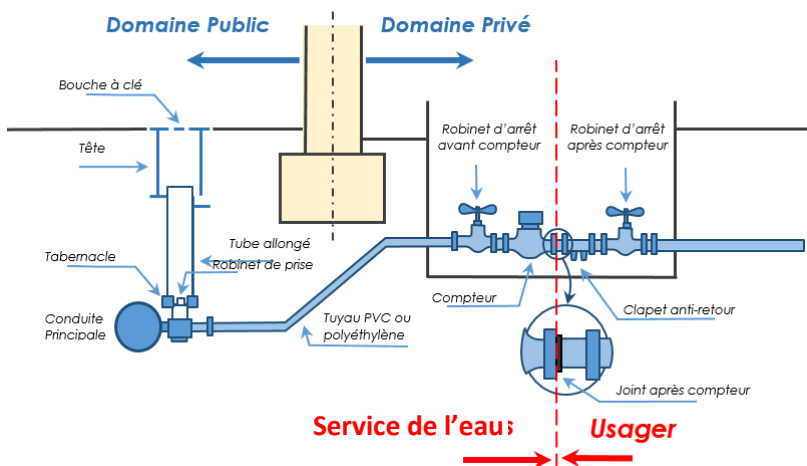 Domaine Public
Domaine Privé
Bouche à clé
Tête
Robinet d'arrêt
avant compteur
Robinet d'arrêt
après compteur
Tube allongé
Tabernacle
Robinet de prise
Conduite
Principale
Tuyau PVC ou
polyéthylène
Compteur
Clapet anti-retour
Joint après compteur
Service de l'eau
Usager